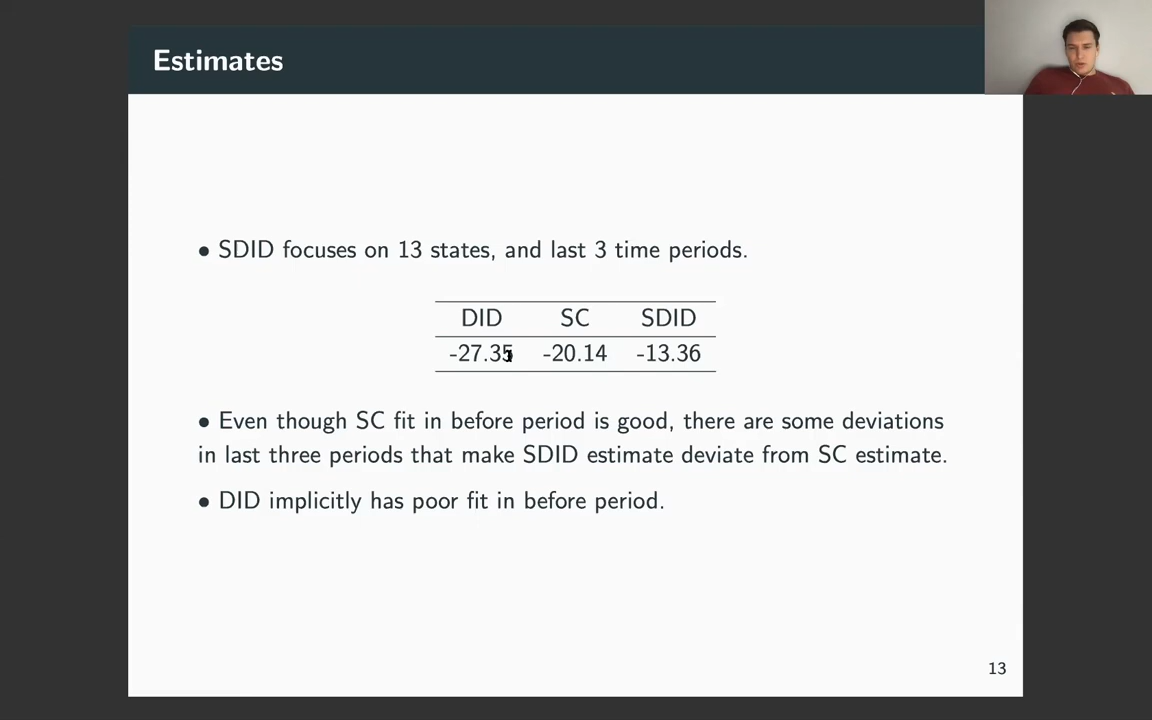 Estimates
• SDID focuses on 13 states, and last 3 time periods.
DID SC SDID
-27.35 -20.14 -13.36
• Even though SC fit in before period is good, there are some deviations
in last three periods that make SDID estimate deviate from SC estimate.
• DID implicitly has poor fit in before period.
13